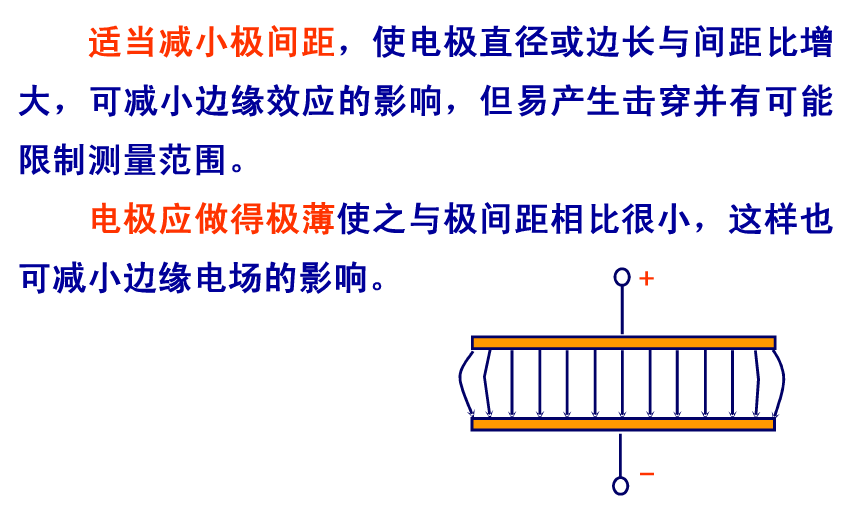 适当减小极间距，使电极直径或边长与间距比增
大，可减小边缘效应的影响，但易产生击穿并有可能
限制测量范围。
电极应做得极薄使之与极间距相比很小，这样也
可减小边缘电场的影响。
+
−